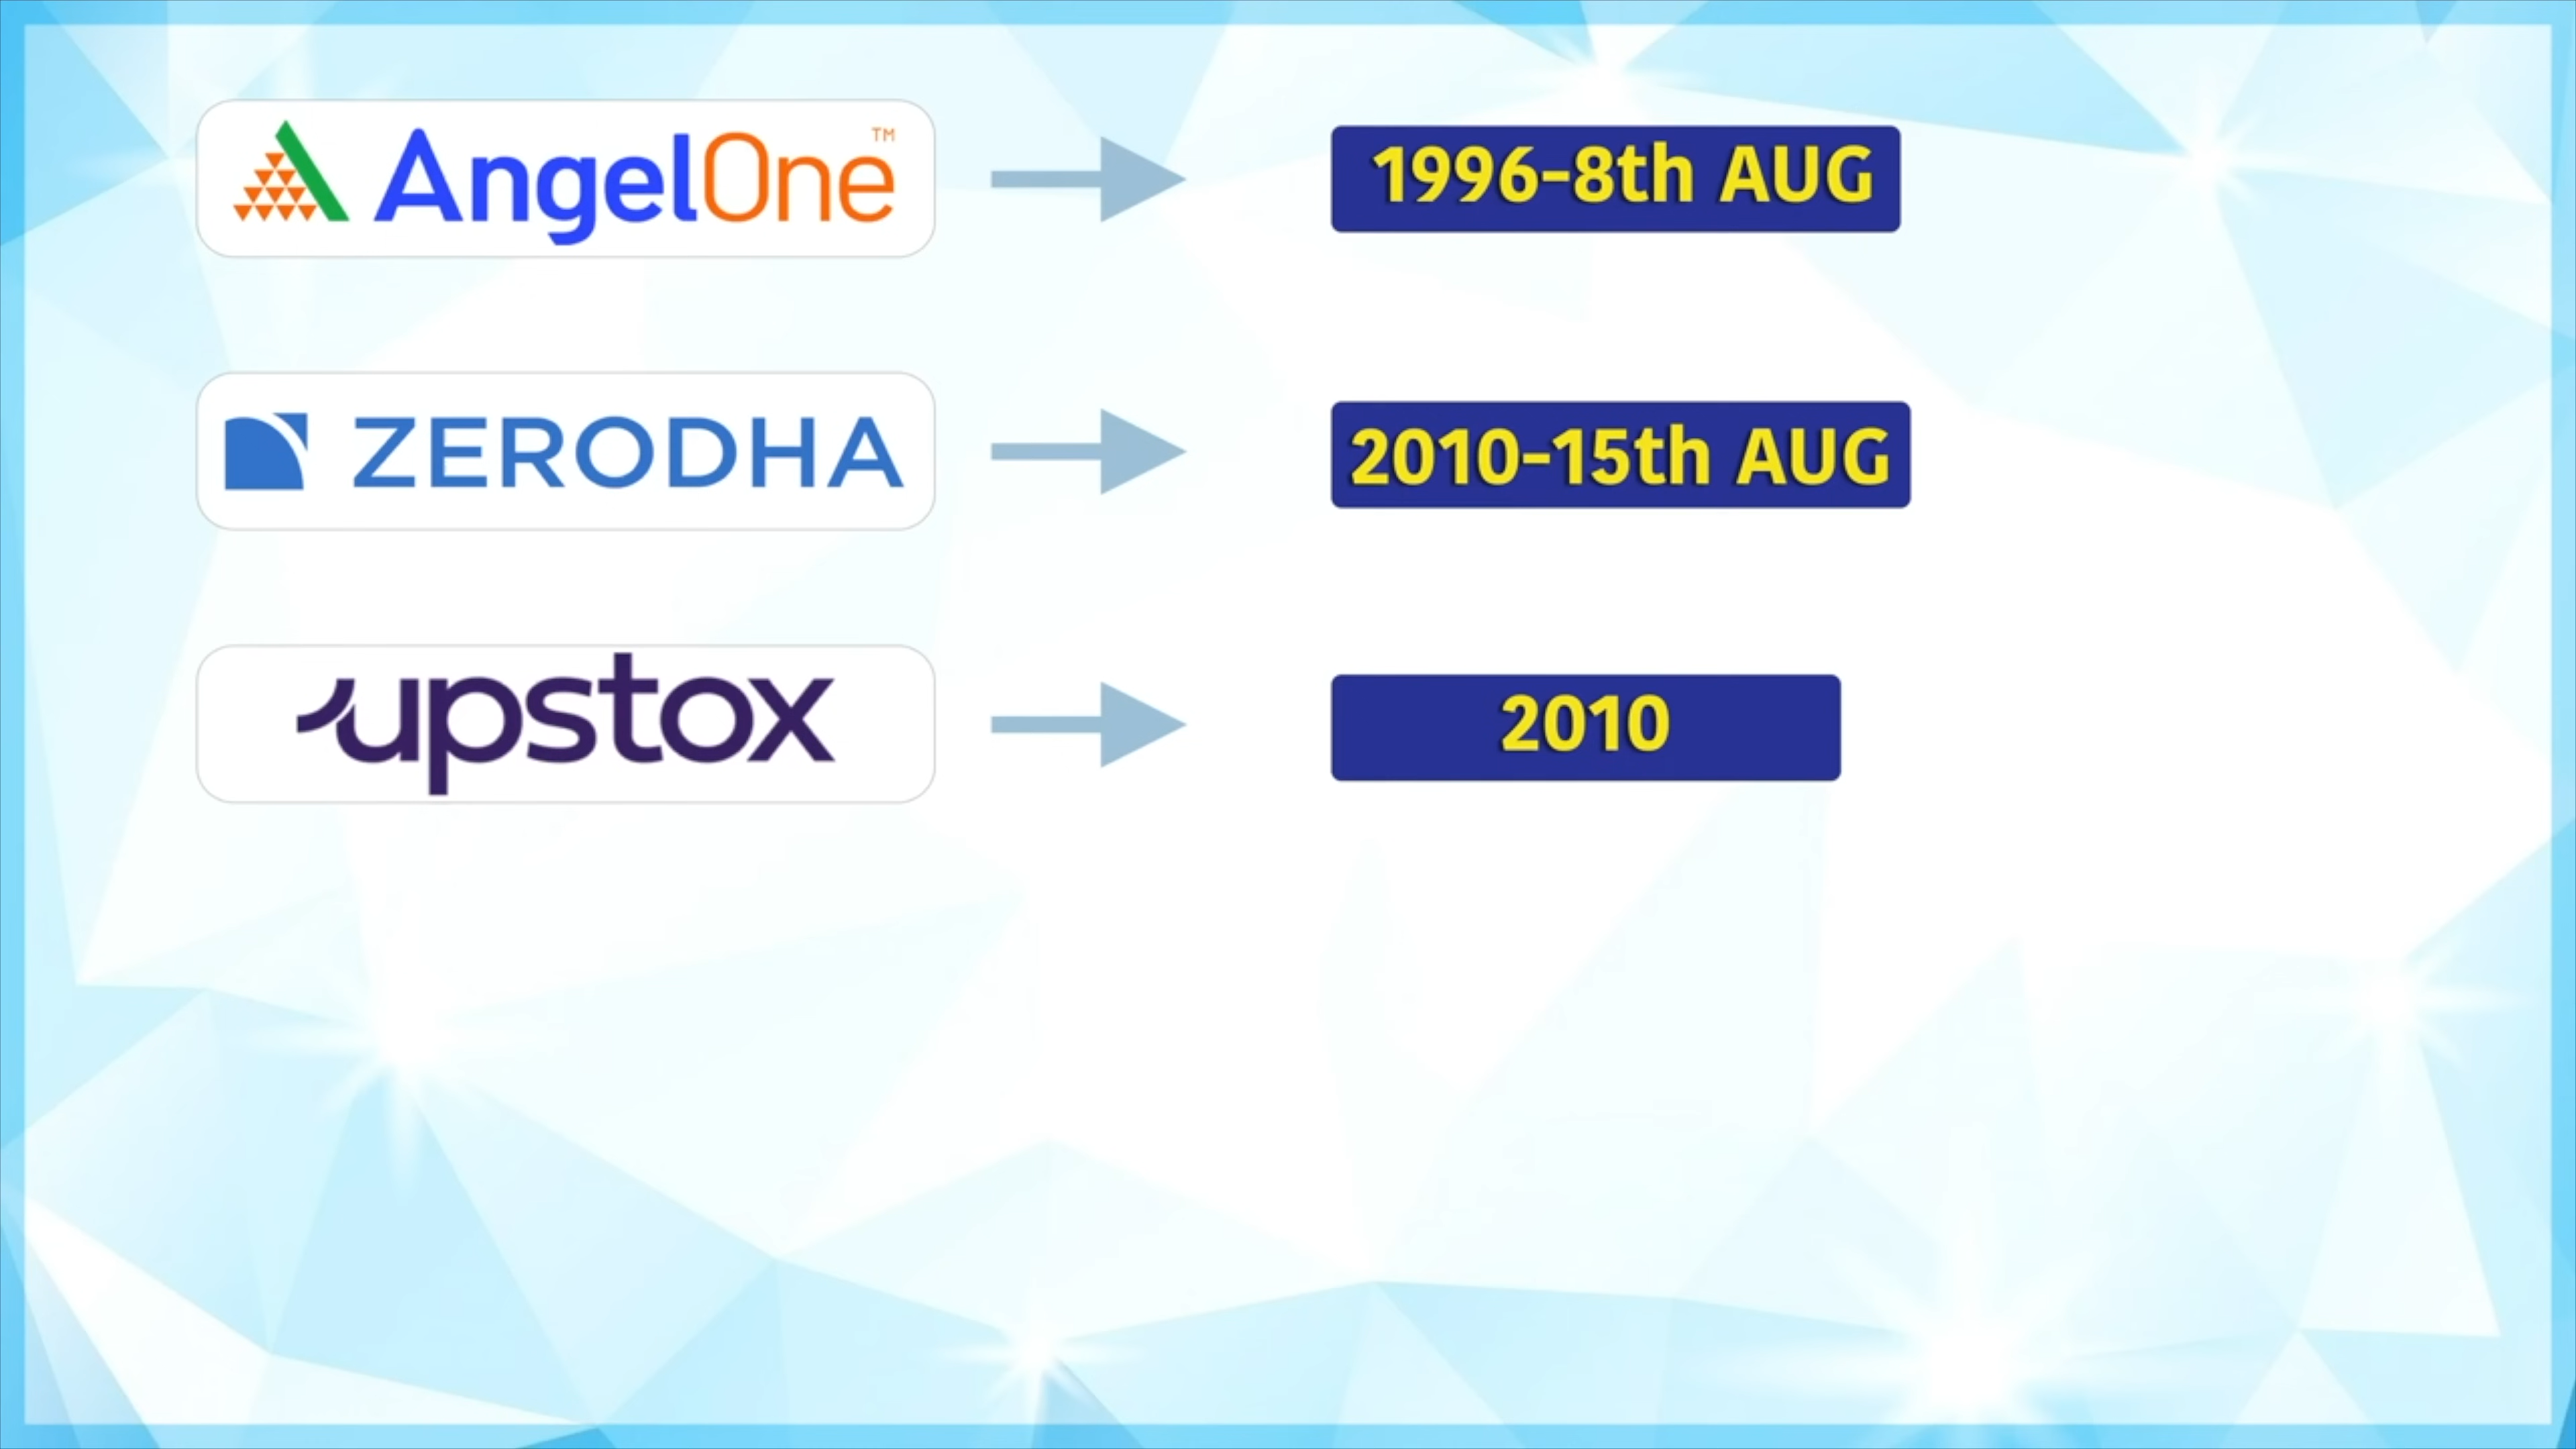 AngelOne™
1996-8th AUG
ZERODHA
2010-15th AUG
upstox
2010